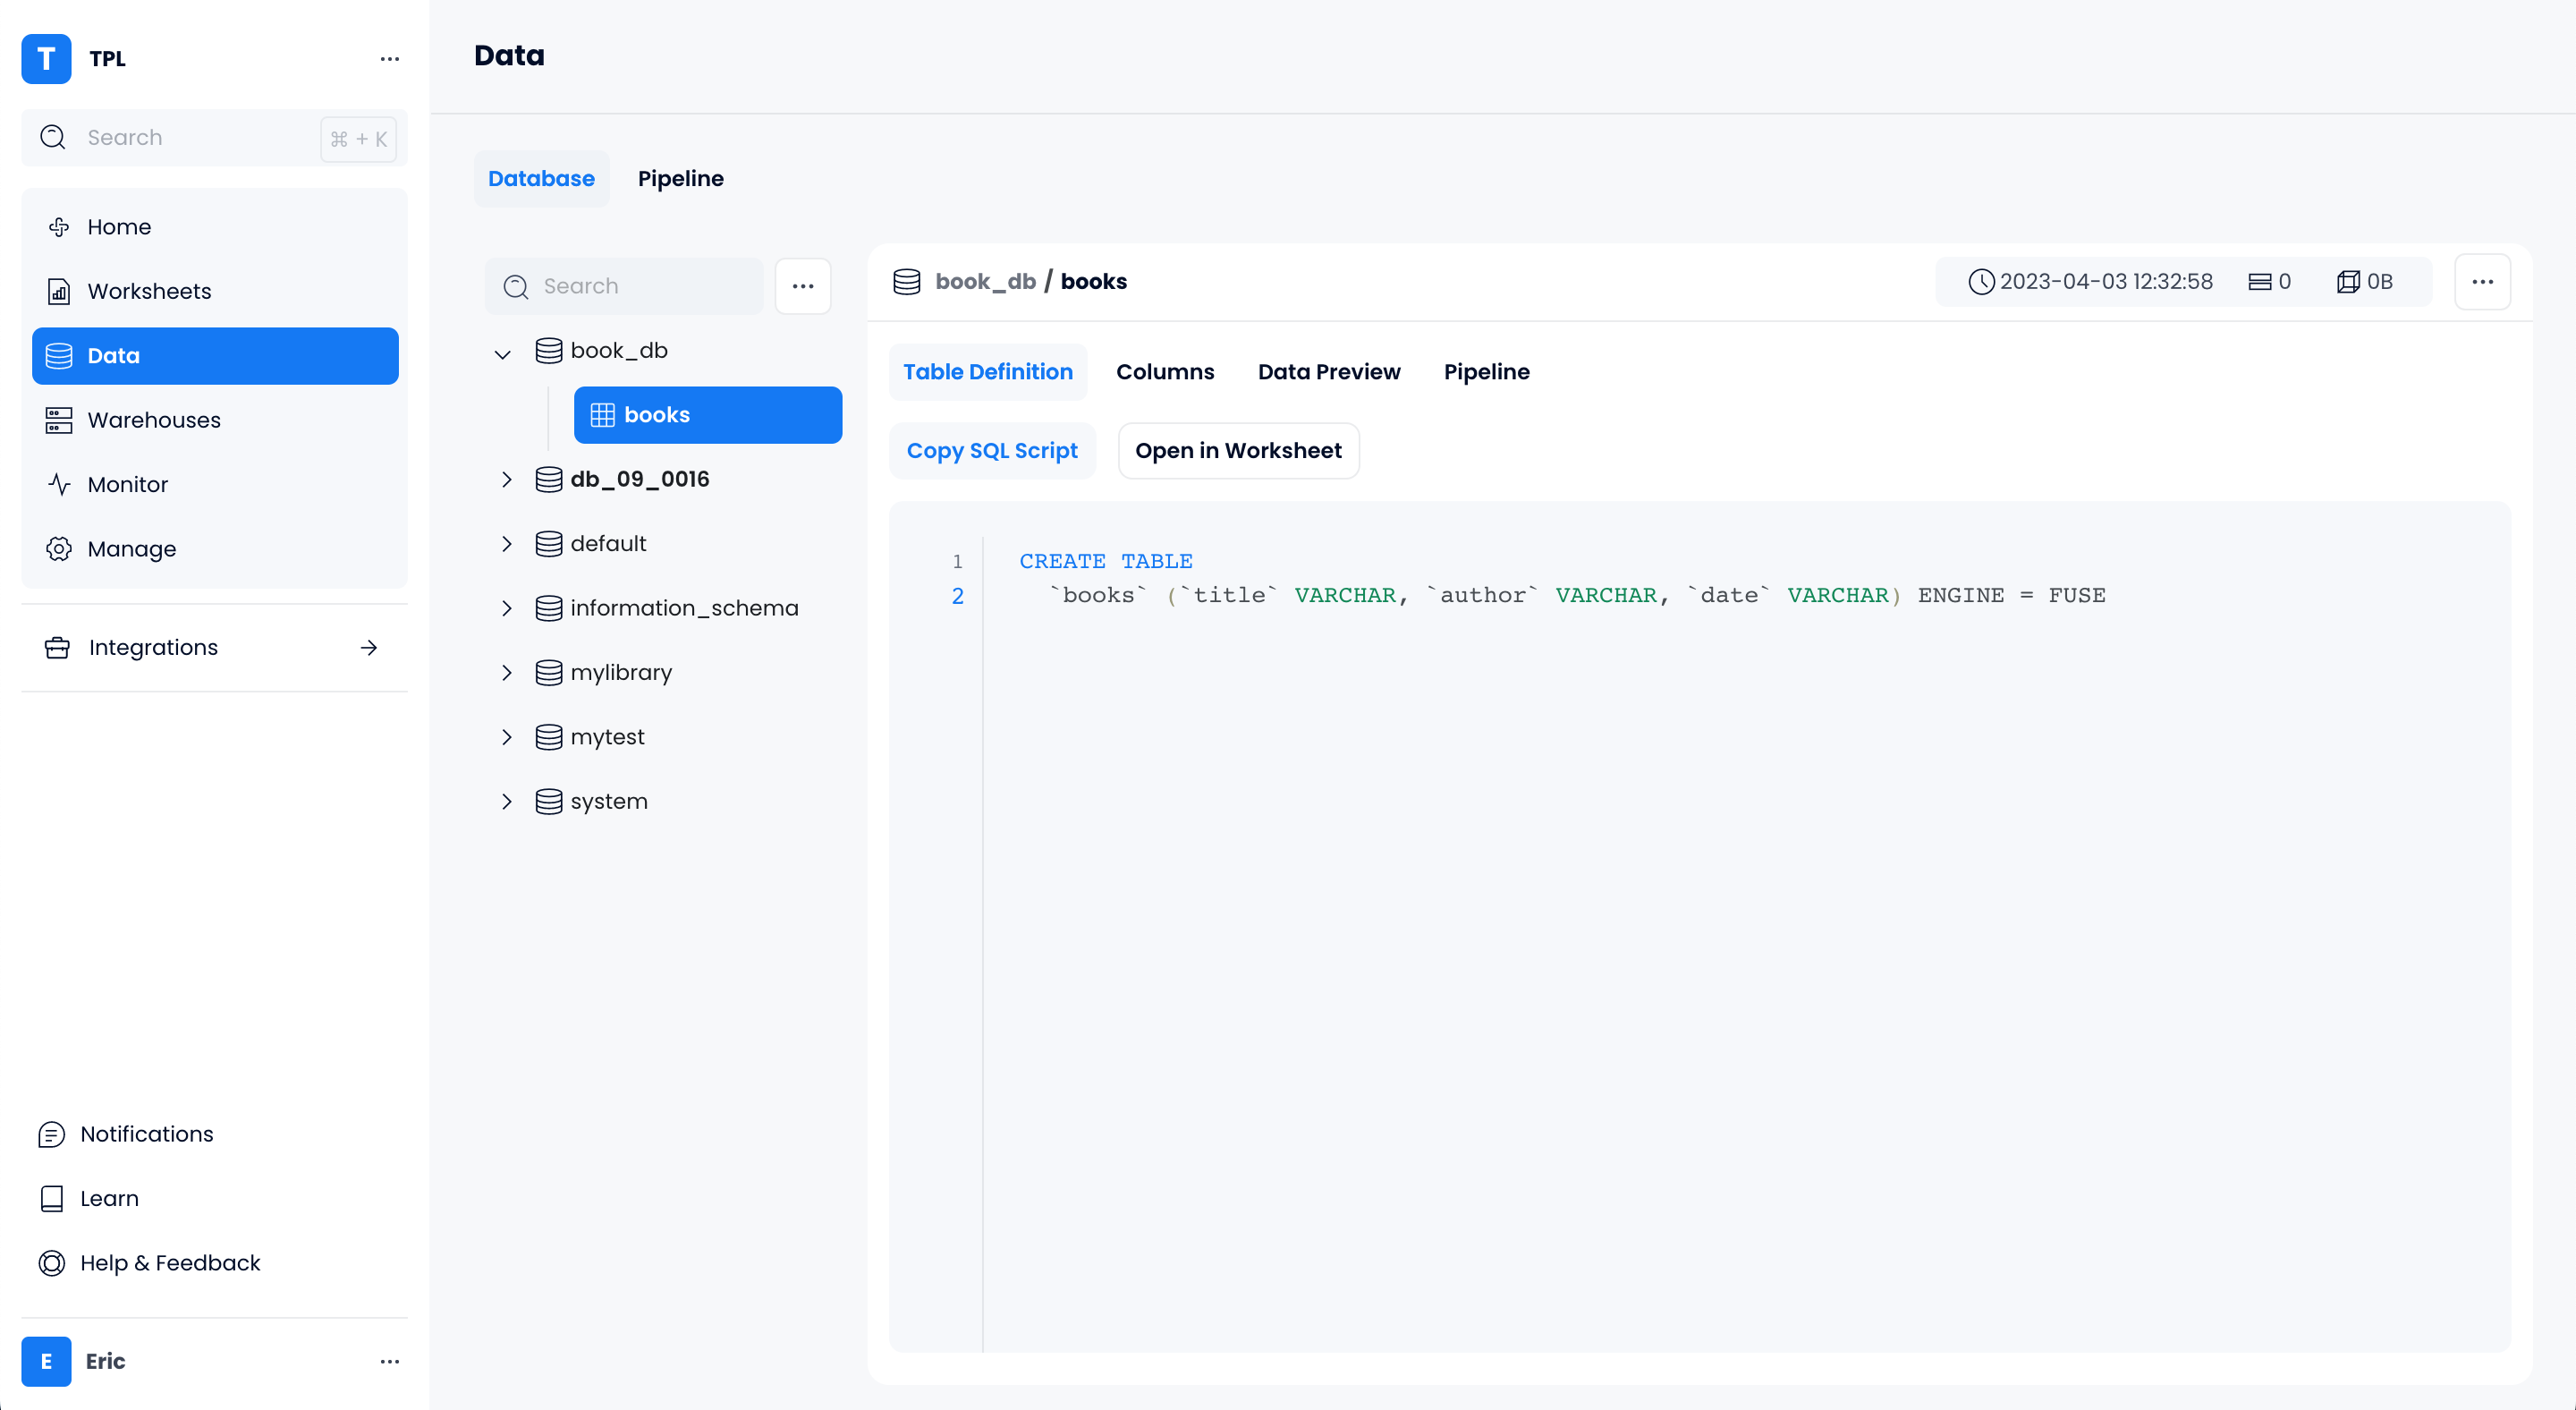 T TPL ...
Search ⌘ + K
Home
Worksheets
Data
Warehouses
Monitor
Manage
Integrations
Notifications
Learn
Help & Feedback
E Eric ...
Data
Database Pipeline
Search ...
book_db
books
db_09_0016
default
information_schema
mylibrary
mytest
system
book_db / books 2023-04-03 12:32:58 0 0B ...
Table Definition Columns Data Preview Pipeline
Copy SQL Script Open in Worksheet
1 CREATE TABLE
2 `books` (`title` VARCHAR, `author` VARCHAR, `date` VARCHAR) ENGINE = FUSE